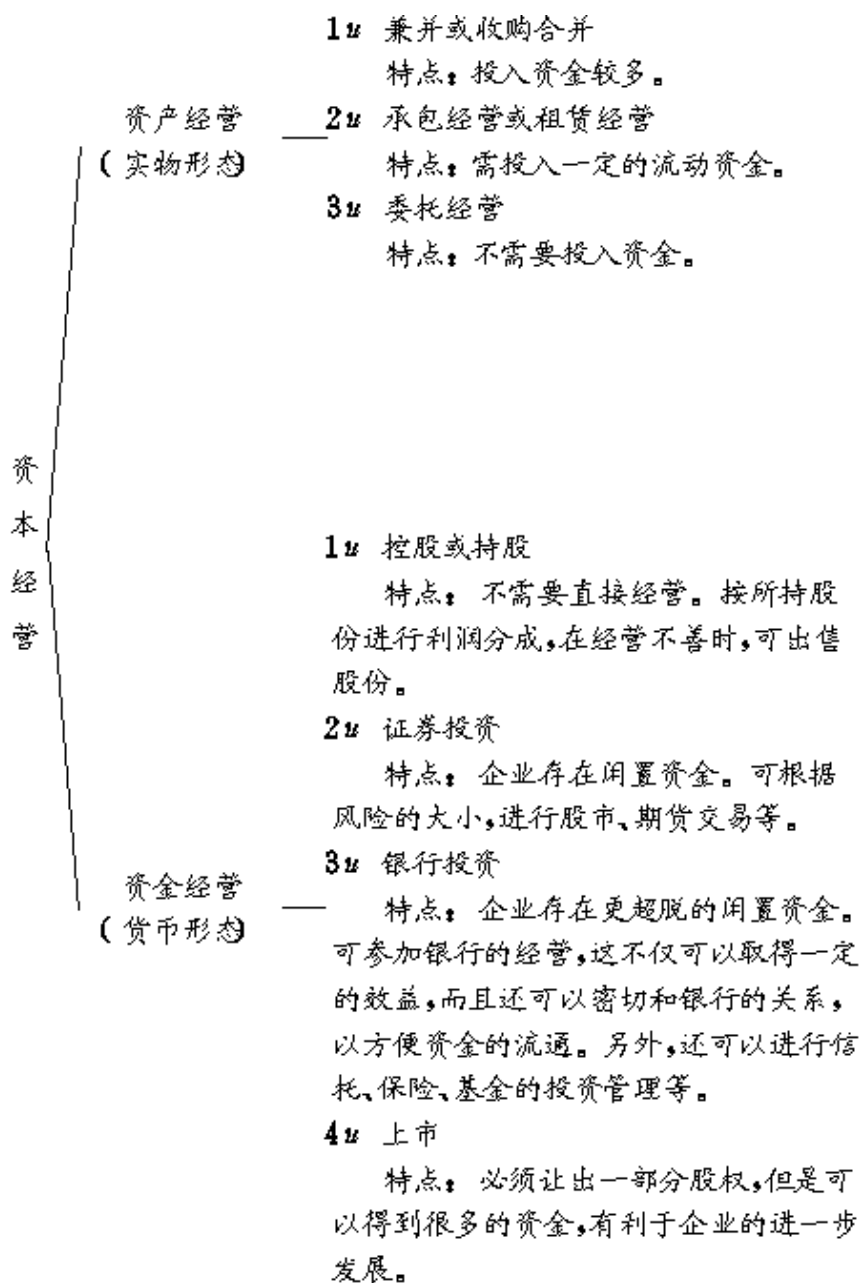 资本经营
资产经营
(实物形态)
1u 兼并或收购合并
特点:投入资金较多。
2u 承包经营或租赁经营
特点:需投入一定的流动资金。
3u 委托经营
特点:不需要投入资金。
资金经营
(货币形态)
1u 控股或持股
特点: 不需要直接经营。按所持股
份进行利润分成,在经营不善时,可出售
股份。
2u 证券投资
特点: 企业存在闲置资金。可根据
风险的大小,进行股市、期货交易等。
3u 银行投资
特点: 企业存在更超脱的闲置资金。
可参加银行的经营,这不仅可以取得一定
的效益,而且还可以密切和银行的关系,
以方便资金的流通。另外,还可以进行信
托、保险、基金的投资管理等。
4u 上市
特点: 必须让出一部分股权,但是可
以得到很多的资金,有利于企业的进一步
发展。